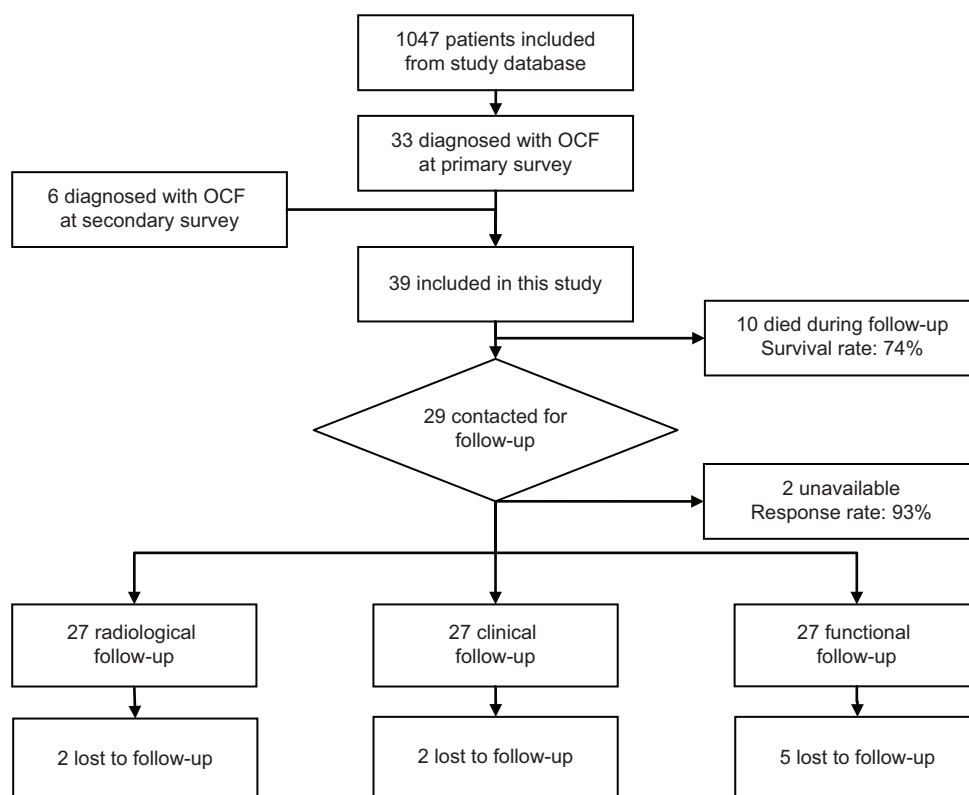 1047 patients included
from study database
33 diagnosed with OCF
at primary survey
6 diagnosed with OCF
at secondary survey
39 included in this study
10 died during follow-up
Survival rate: 74%
29 contacted for
follow-up
2 unavailable
Response rate: 93%
27 radiological
follow-up
27 clinical
follow-up
27 functional
follow-up
2 lost to follow-up
2 lost to follow-up
5 lost to follow-up